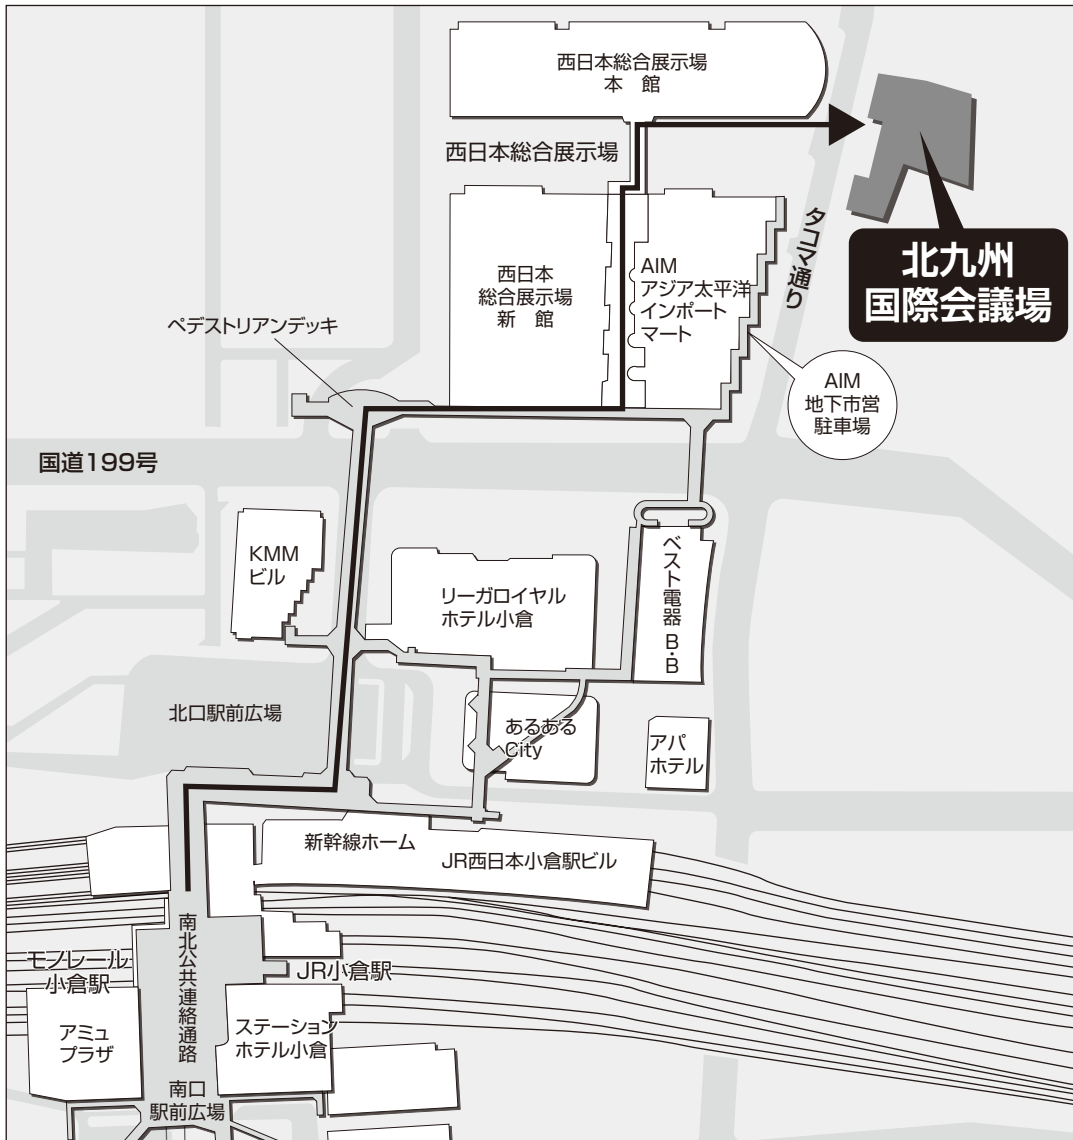 西日本総合展示場
本　館
西日本総合展示場
タコマ通り
北九州
国際会議場
西日本
総合展示場
新　館
AIM
アジア太平洋
インポート
マート
ペデストリアンデッキ
AIM
地下市営
駐車場
国道199号
KMM
ビル
リーガロイヤル
ホテル小倉
ベスト電器 B・B
北口駅前広場
あるある
City
アパ
ホテル
新幹線ホーム
JR西日本小倉駅ビル
南北公共連絡通路
モノレール
小倉駅
JR小倉駅
アミュ
プラザ
ステーション
ホテル小倉
南口
駅前広場